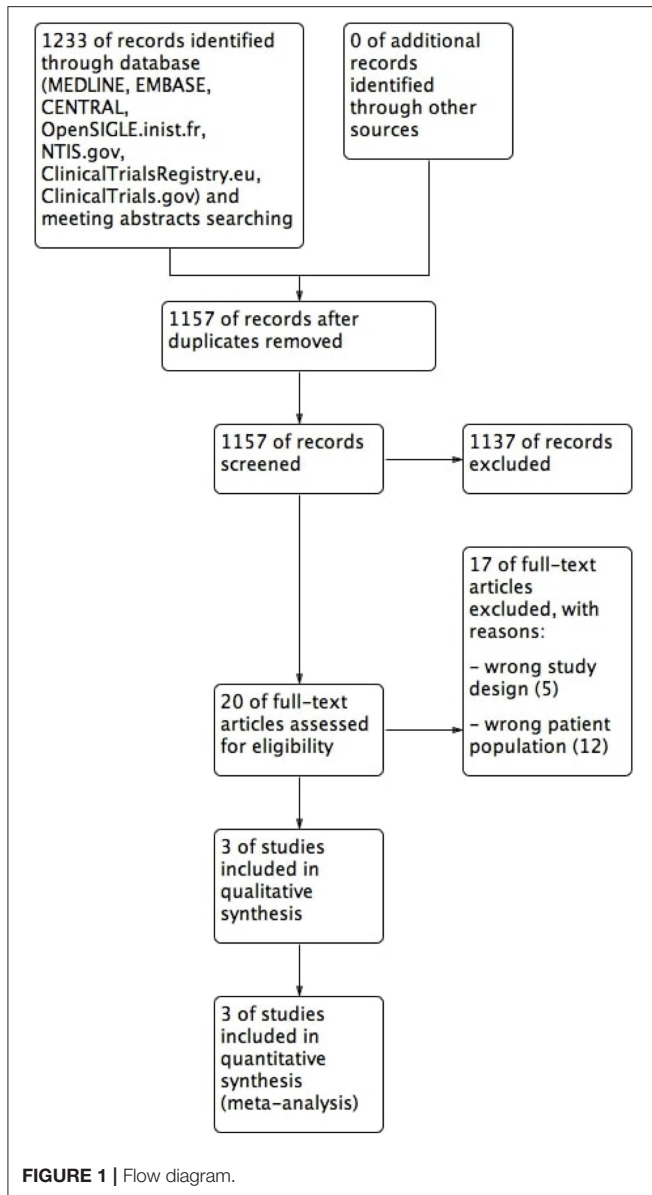 1233 of records identified
through database
(MEDLINE, EMBASE,
CENTRAL,
OpenSIGLE.inist.fr,
NTIS.gov,
ClinicalTrialsRegistry.eu,
ClinicalTrials.gov) and
meeting abstracts searching
0 of additional
records
identified
through other
sources
1157 of records after
duplicates removed
1157 of records
screened
1137 of records
excluded
17 of full-text
articles
excluded, with
reasons:
- wrong study
design (5)
- wrong patient
population (12)
20 of full-text
articles assessed
for eligibility
3 of studies
included in
qualitative
synthesis
3 of studies
included in
quantitative
synthesis
(meta-analysis)
FIGURE 1 | Flow diagram.